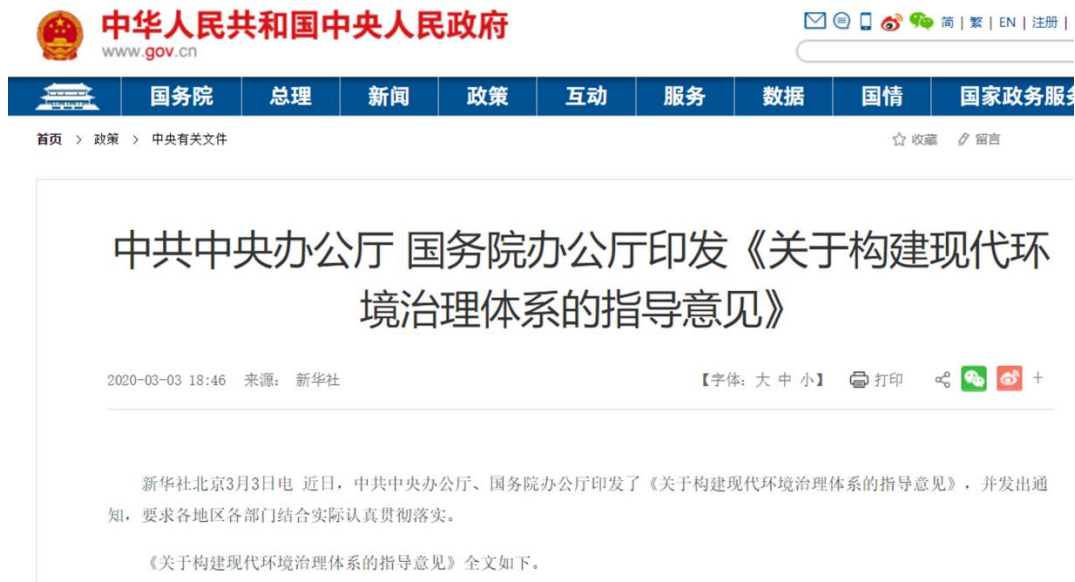 中华人民共和国中央人民政府
www.gov.cn
简 | 繁 | EN | 注册 |
国务院 总理 新闻 政策 互动 服务 数据 国情 国家政务服务
首页 > 政策 > 中央有关文件 收藏 留言
中共中央办公厅 国务院办公厅印发《关于构建现代环
境治理体系的指导意见》
2020-03-03 18:46 来源： 新华社 【字体：大 中 小】 打印 +
新华社北京3月3日电 近日，中共中央办公厅、国务院办公厅印发了《关于构建现代环境治理体系的指导意见》，并发出通
知，要求各地区各部门结合实际认真贯彻落实。
《关于构建现代环境治理体系的指导意见》全文如下。